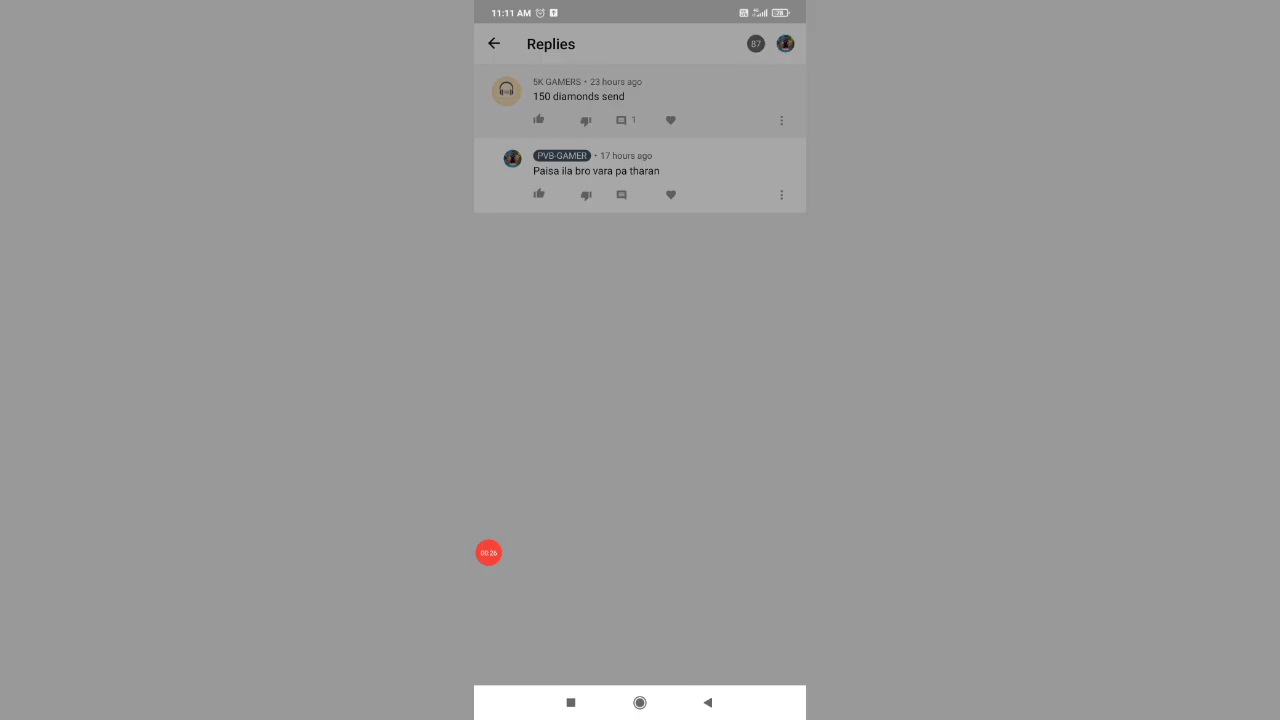 11:11 AM
28
Replies
87
5K GAMERS • 23 hours ago
150 diamonds send
1
PVB-GAMER • 17 hours ago
Paisa ila bro vara pa tharan
00:26